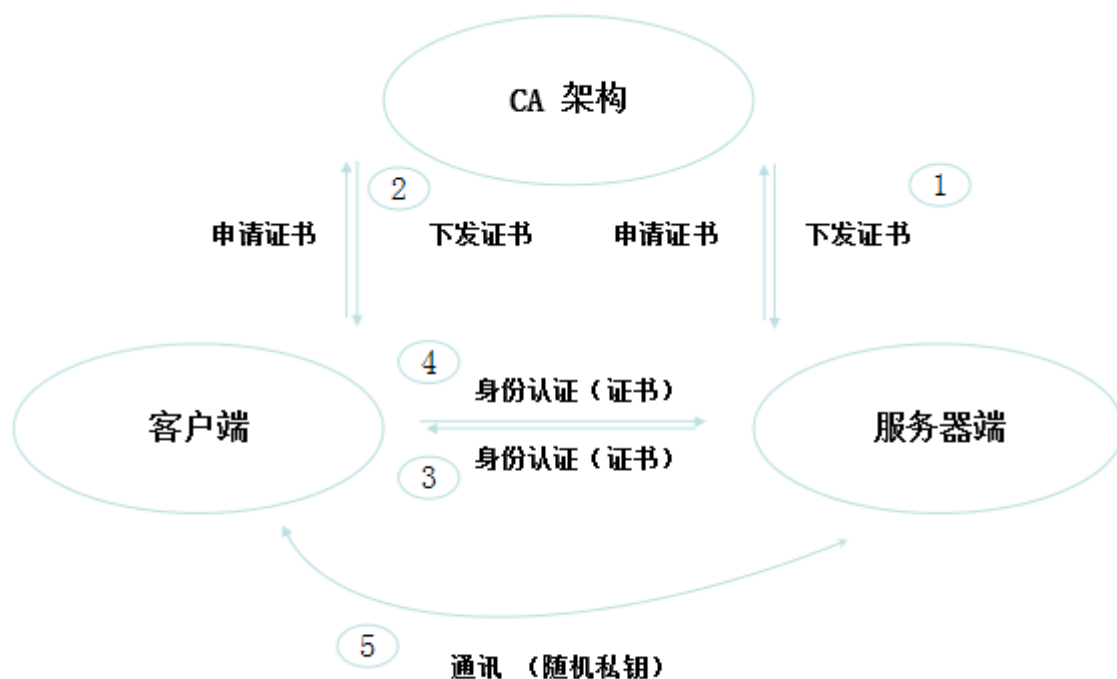 CA 架构
2
1
申请证书
下发证书
申请证书
下发证书
4
身份认证（证书）
客户端
服务器端
身份认证（证书）
3
5
通讯 （随机私钥）